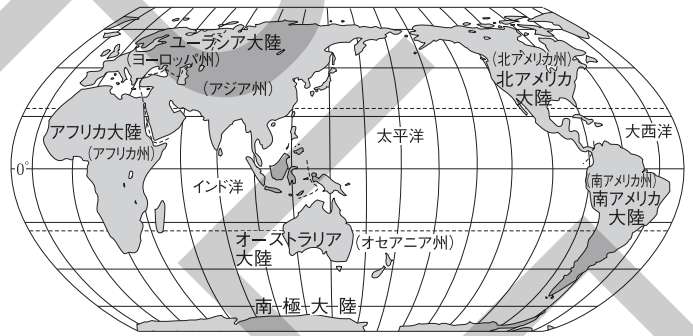 ユーラシア大陸
(ヨーロッパ州)
(アジア州)
(北アメリカ州)
北アメリカ
大陸
アフリカ大陸
(アフリカ州)
太平洋
大西洋
0°
インド洋
(南アメリカ州)
南アメリカ
大陸
オーストラリア
大陸
(オセアニア州)
南極大陸